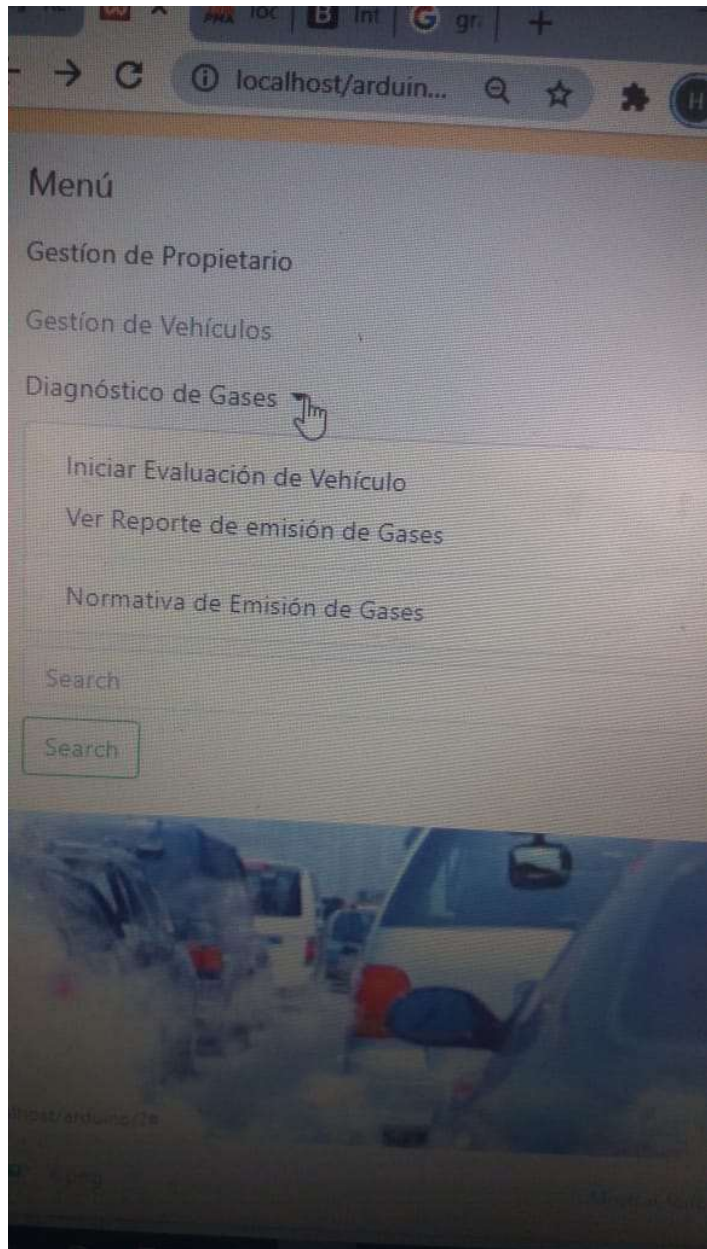 Int
localhost/arduin...
H
Menú
Gestíon de Propietario
Gestíon de Vehículos
Diagnóstico de Gases
Iniciar Evaluación de Vehículo
Ver Reporte de emisión de Gases
Normativa de Emisión de Gases
Search
Search